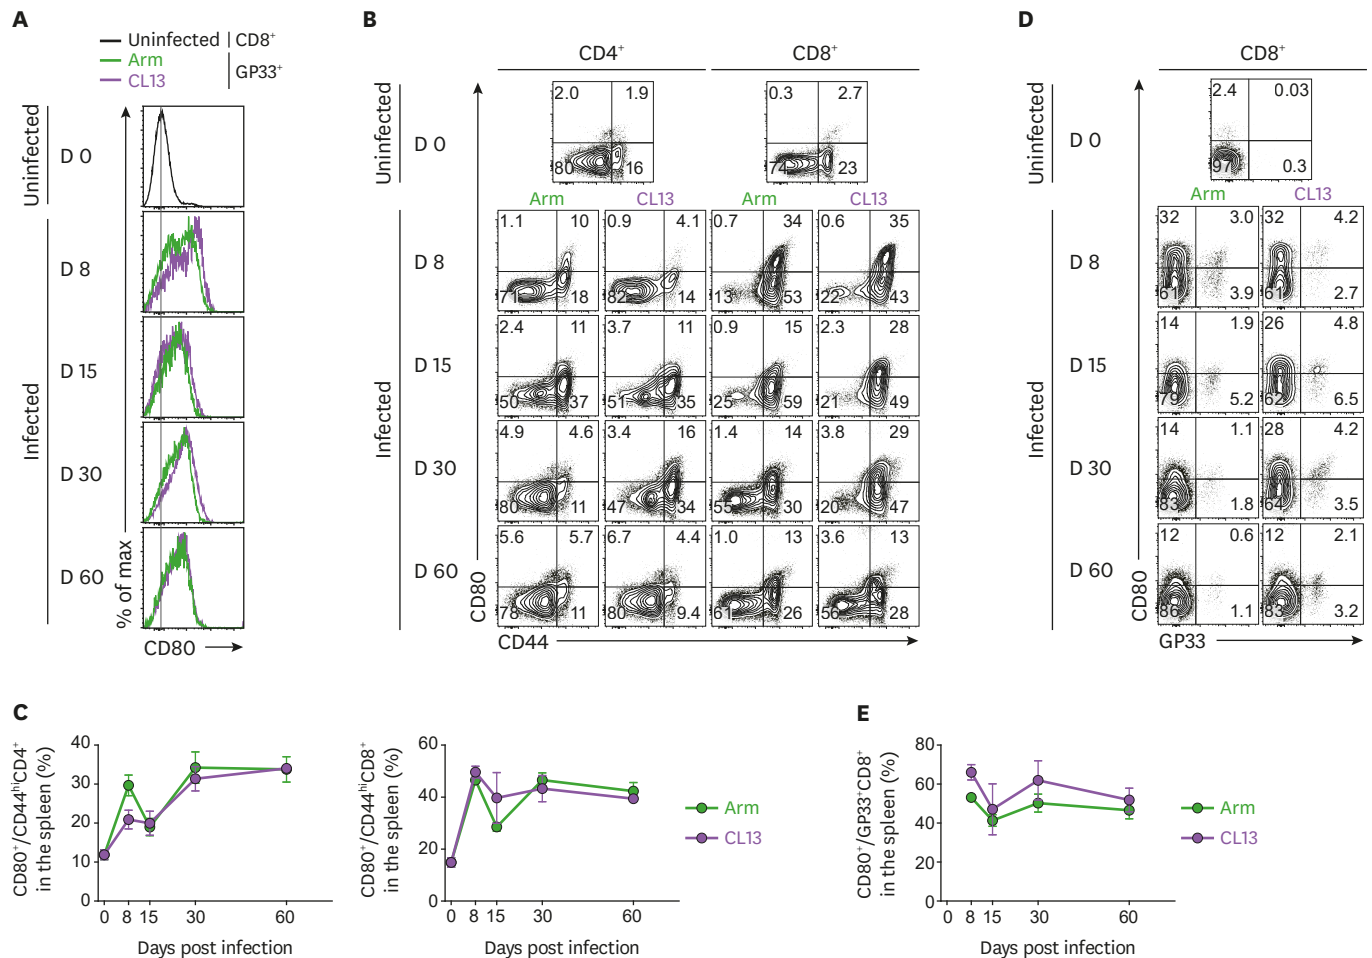 A
Uninfected CD8⁺
Arm
CL13
GP33⁺
Uninfected
Infected
D 0
D 8
D 15
D 30
D 60
% of max
CD80
B
CD4⁺ CD8⁺
Uninfected
D 0
2.0 1.9 0.3 2.7
80 16 74 23
Arm CL13 Arm CL13
Infected
D 8
1.1 10 0.9 4.1 0.7 34 0.6 35
71 18 82 14 13 53 22 43
D 15
2.4 11 3.7 11 0.9 15 2.3 28
50 37 51 35 25 59 21 49
D 30
4.9 4.6 3.4 16 1.4 14 3.8 29
80 11 47 34 55 30 20 47
D 60
5.6 5.7 6.7 4.4 1.0 13 3.6 13
78 11 80 9.4 61 26 56 28
CD80
CD44
D
CD8⁺
Uninfected
D 0
2.4 0.03
97 0.3
Arm CL13
Infected
D 8
32 3.0 32 4.2
61 3.9 61 2.7
D 15
14 1.9 26 4.8
79 5.2 62 6.5
D 30
14 1.1 28 4.2
83 1.8 64 3.5
D 60
12 0.6 12 2.1
86 1.1 83 3.2
CD80
GP33
C
CD80⁺/CD44ʰⁱCD4⁺
in the spleen (%)
40
30
20
10
0
0 8 15 30 60
Days post infection
CD80⁺/CD44ʰⁱCD8⁺
in the spleen (%)
60
40
20
0
0 8 15 30 60
Days post infection
Arm
CL13
E
CD80⁺/GP33⁺CD8⁺
in the spleen (%)
80
60
40
20
0
0 8 15 30 60
Days post infection
Arm
CL13